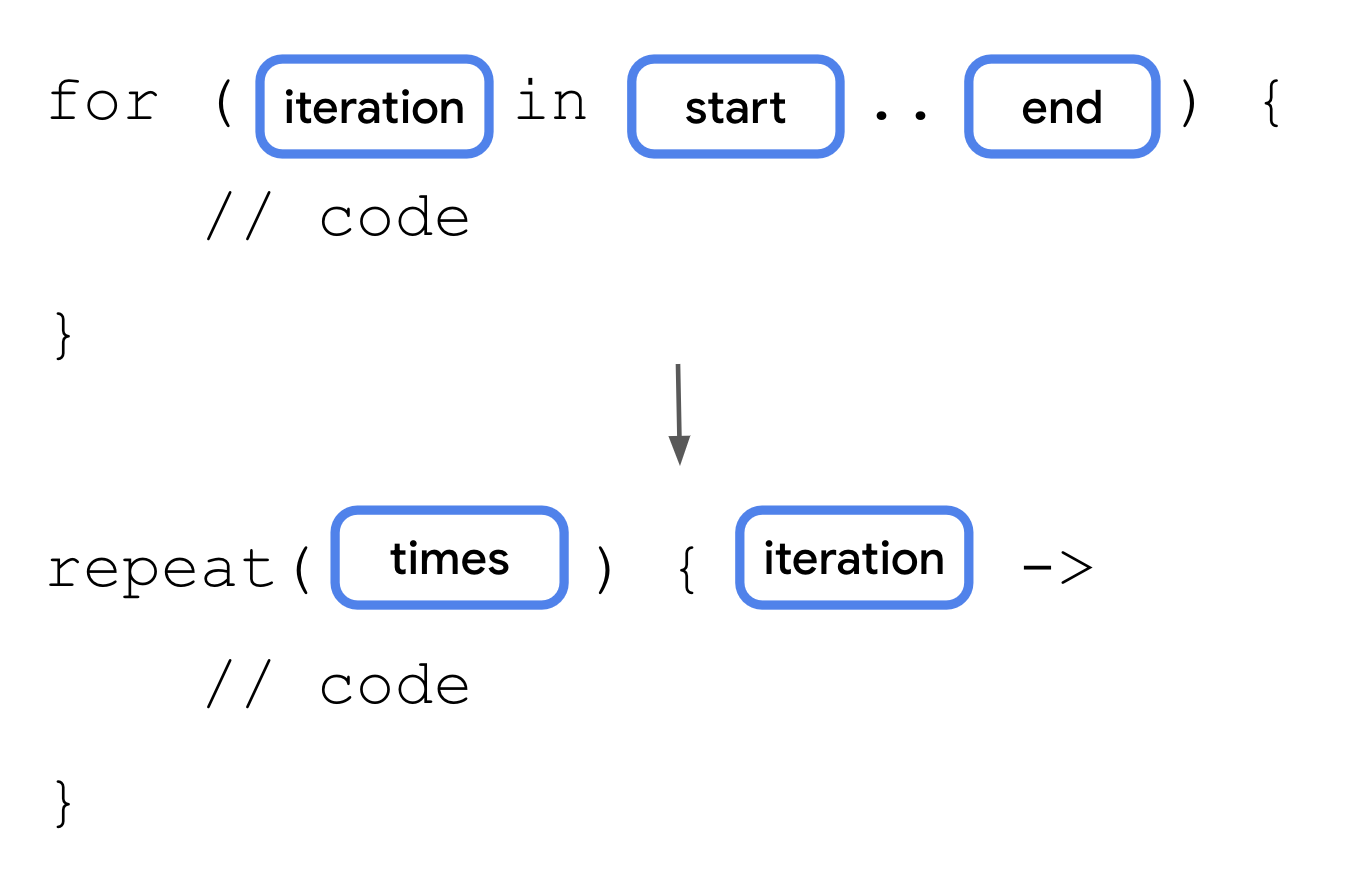 for ( iteration in start .. end ) {
// code
}
repeat( times ) { iteration ->
// code
}